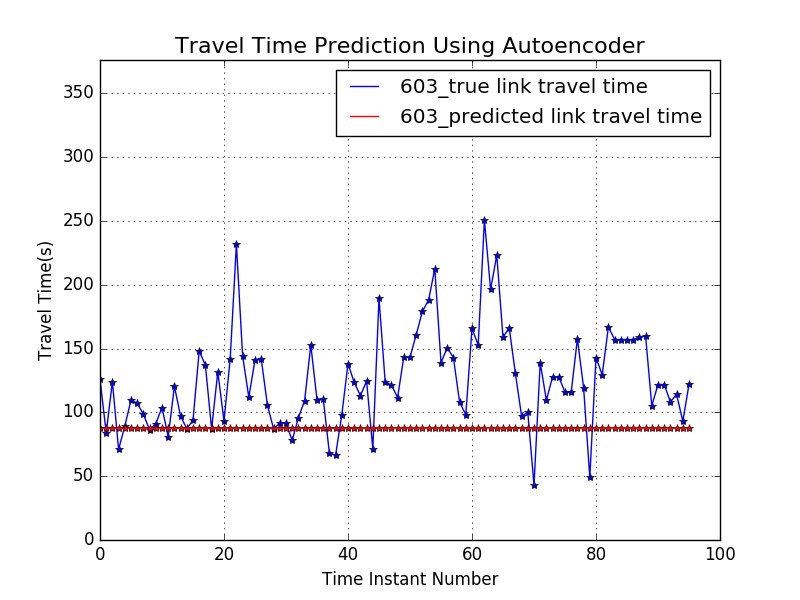 Travel Time Prediction Using Autoencoder
603_true link travel time
603_predicted link travel time
Travel Time(s)
350
300
250
200
150
100
50
0
0 20 40 60 80 100
Time Instant Number